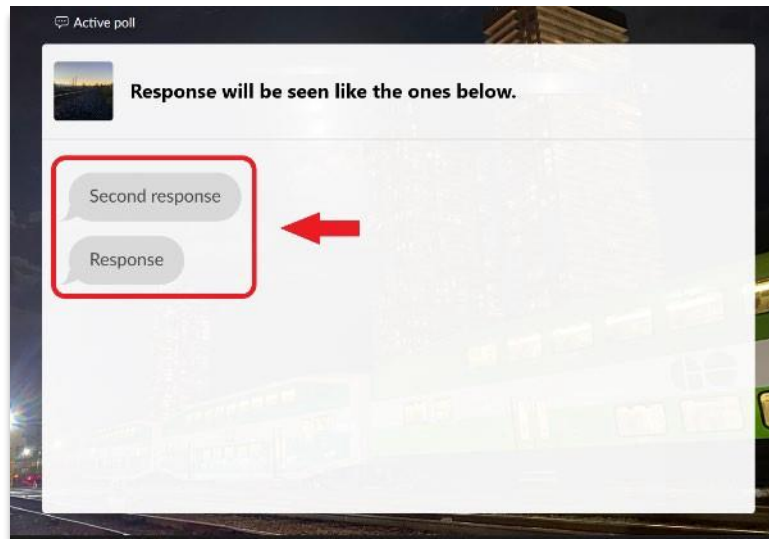 Active poll
Response will be seen like the ones below.
Second response
Response